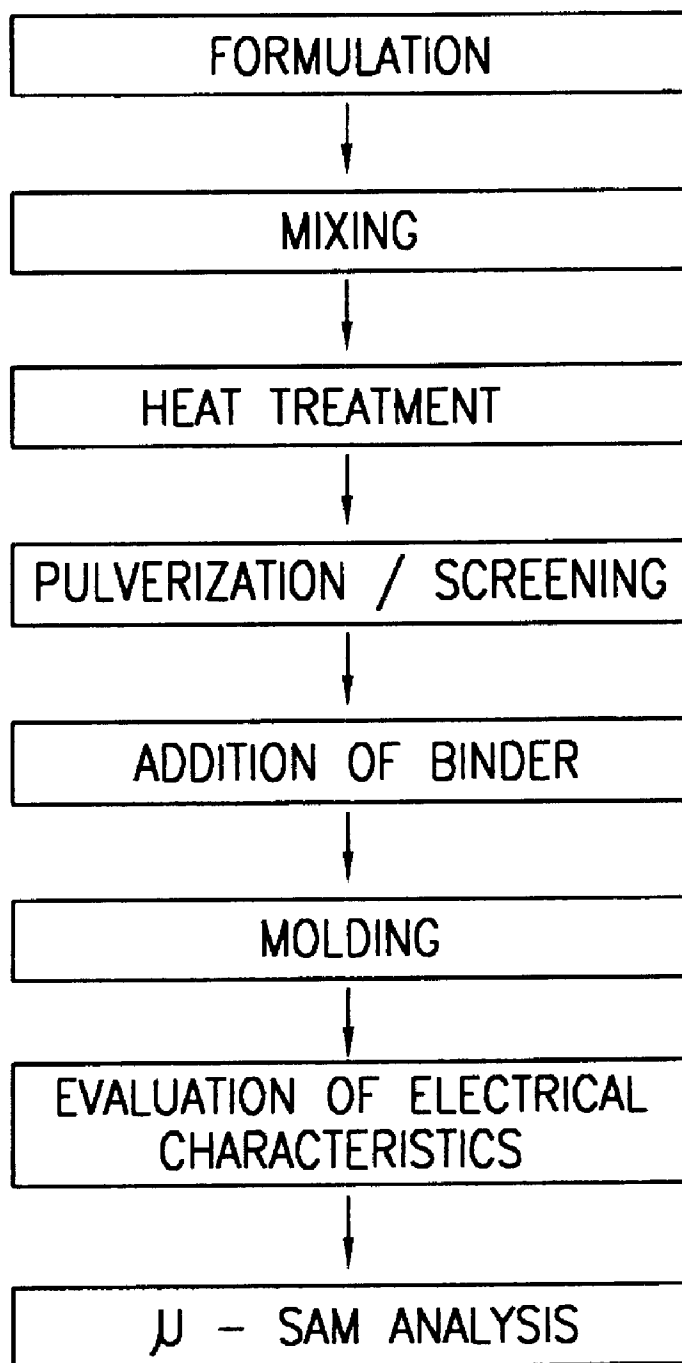 FORMULATION
MIXING
HEAT TREATMENT
PULVERIZATION / SCREENING
ADDITION OF BINDER
MOLDING
EVALUATION OF ELECTRICAL
CHARACTERISTICS
μ - SAM ANALYSIS